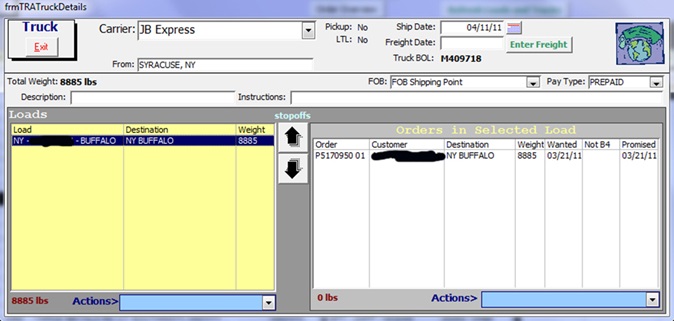 frmTRATruckDetails
Truck
Exit
Carrier: JB Express
From: SYRACUSE, NY
Pickup: No
LTL: No
Ship Date: 04/11/11
Freight Date:
Enter Freight
Truck BOL: M409718
Total Weight: 8885 lbs
FOB: FOB Shipping Point
Pay Type: PREPAID
Description:
Instructions:
Loads
stopoffs
Load Destination Weight
NY - - BUFFALO NY BUFFALO 8885
8885 lbs
Actions>
Orders in Selected Load
Order Customer Destination Weight Wanted Not B4 Promised
P5170950 01 NY BUFFALO 8885 03/21/11 03/21/11
0 lbs
Actions>